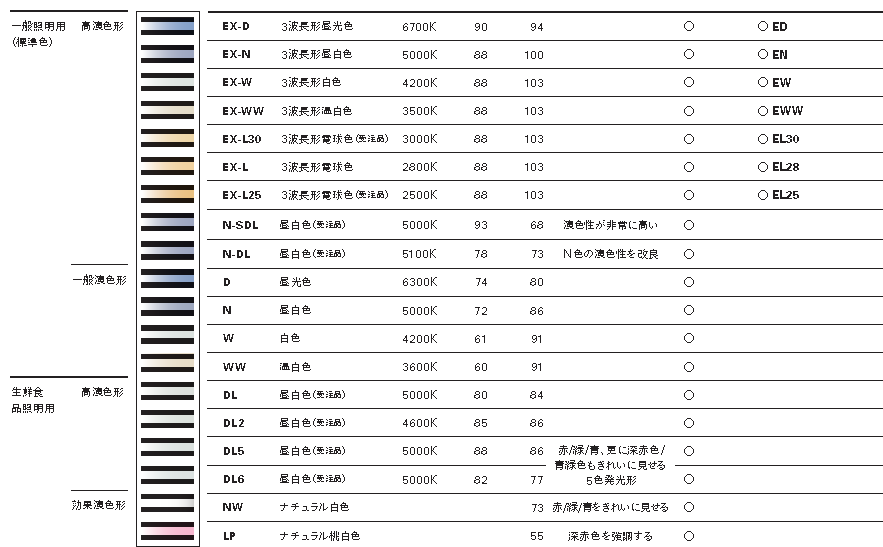 一般照明用 高演色形 EX-D 3波長形昼光色 6700K 90 94 ○ ○ ED
(標準色)
EX-N 3波長形昼白色 5000K 88 100 ○ ○ EN
EX-W 3波長形白色 4200K 88 103 ○ ○ EW
EX-WW 3波長形温白色 3500K 88 103 ○ ○ EWW
EX-L30 3波長形電球色(受注品) 3000K 88 103 ○ ○ EL30
EX-L 3波長形電球色 2800K 88 103 ○ ○ EL28
EX-L25 3波長形電球色(受注品) 2500K 88 103 ○ ○ EL25
N-SDL 昼白色(受注品) 5000K 93 68 演色性が非常に高い ○
N-DL 昼白色(受注品) 5100K 78 73 N色の演色性を改良 ○
一般演色形 D 昼光色 6300K 74 80 ○
N 昼白色 5000K 72 86 ○
W 白色 4200K 61 91 ○
WW 温白色 3600K 60 91 ○
生鮮食 高演色形 DL 昼白色(受注品) 5000K 80 84 ○
品照明用
DL2 昼白色(受注品) 4600K 85 86 ○
DL5 昼白色(受注品) 5000K 88 86 赤/緑/青、更に深赤色/ ○
青緑色もきれいに見せる
DL6 昼白色(受注品) 5000K 82 77 5色発光形 ○
効果演色形 NW ナチュラル白色 73 赤/緑/青をきれいに見せる ○
LP ナチュラル桃白色 55 深赤色を強調する ○